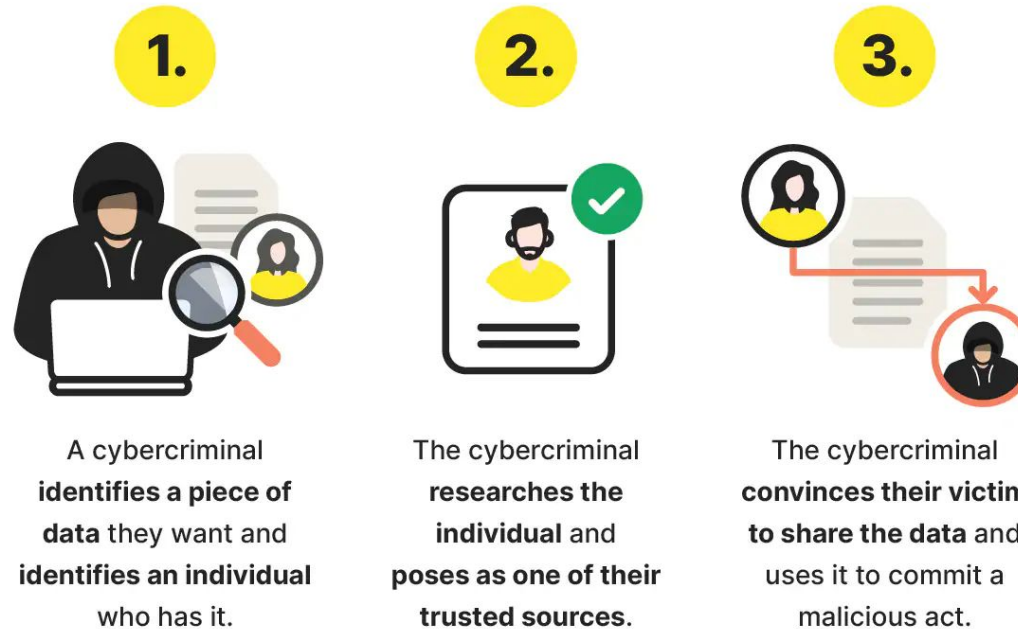 1.
A cybercriminal
identifies a piece of
data they want and
identifies an individual
who has it.
2.
The cybercriminal
researches the
individual and
poses as one of their
trusted sources.
3.
The cybercriminal
convinces their victim
to share the data and
uses it to commit a
malicious act.